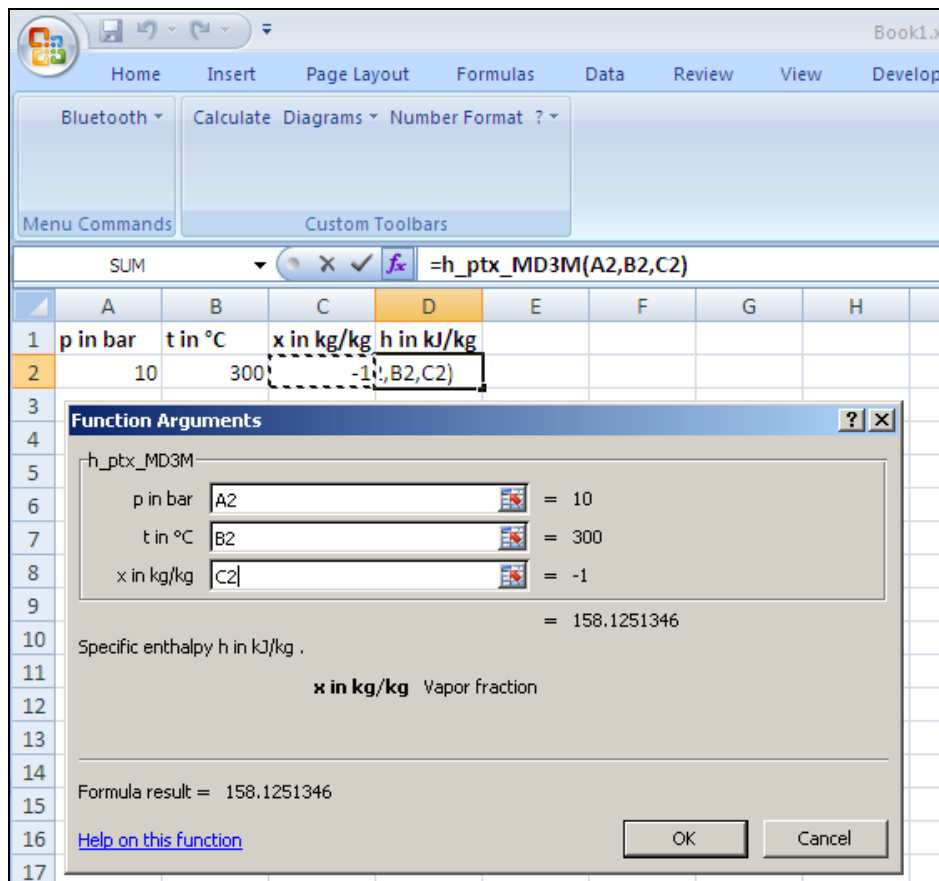 Book1.x
Home Insert Page Layout Formulas Data Review View Develop
Bluetooth Calculate Diagrams Number Format ?
Menu Commands Custom Toolbars
SUM fx =h_ptx_MD3M(A2,B2,C2)
A B C D E F G H
1 p in bar t in °C x in kg/kg h in kJ/kg
2 10 300 -1 ,B2,C2)
3
Function Arguments ? X
4
h_ptx_MD3M
5
6 p in bar A2 = 10
7 t in °C B2 = 300
8 x in kg/kg C2 = -1
9
= 158.1251346
10 Specific enthalpy h in kJ/kg .
11
x in kg/kg Vapor fraction
12
13
14
Formula result = 158.1251346
15
16 Help on this function OK Cancel
17